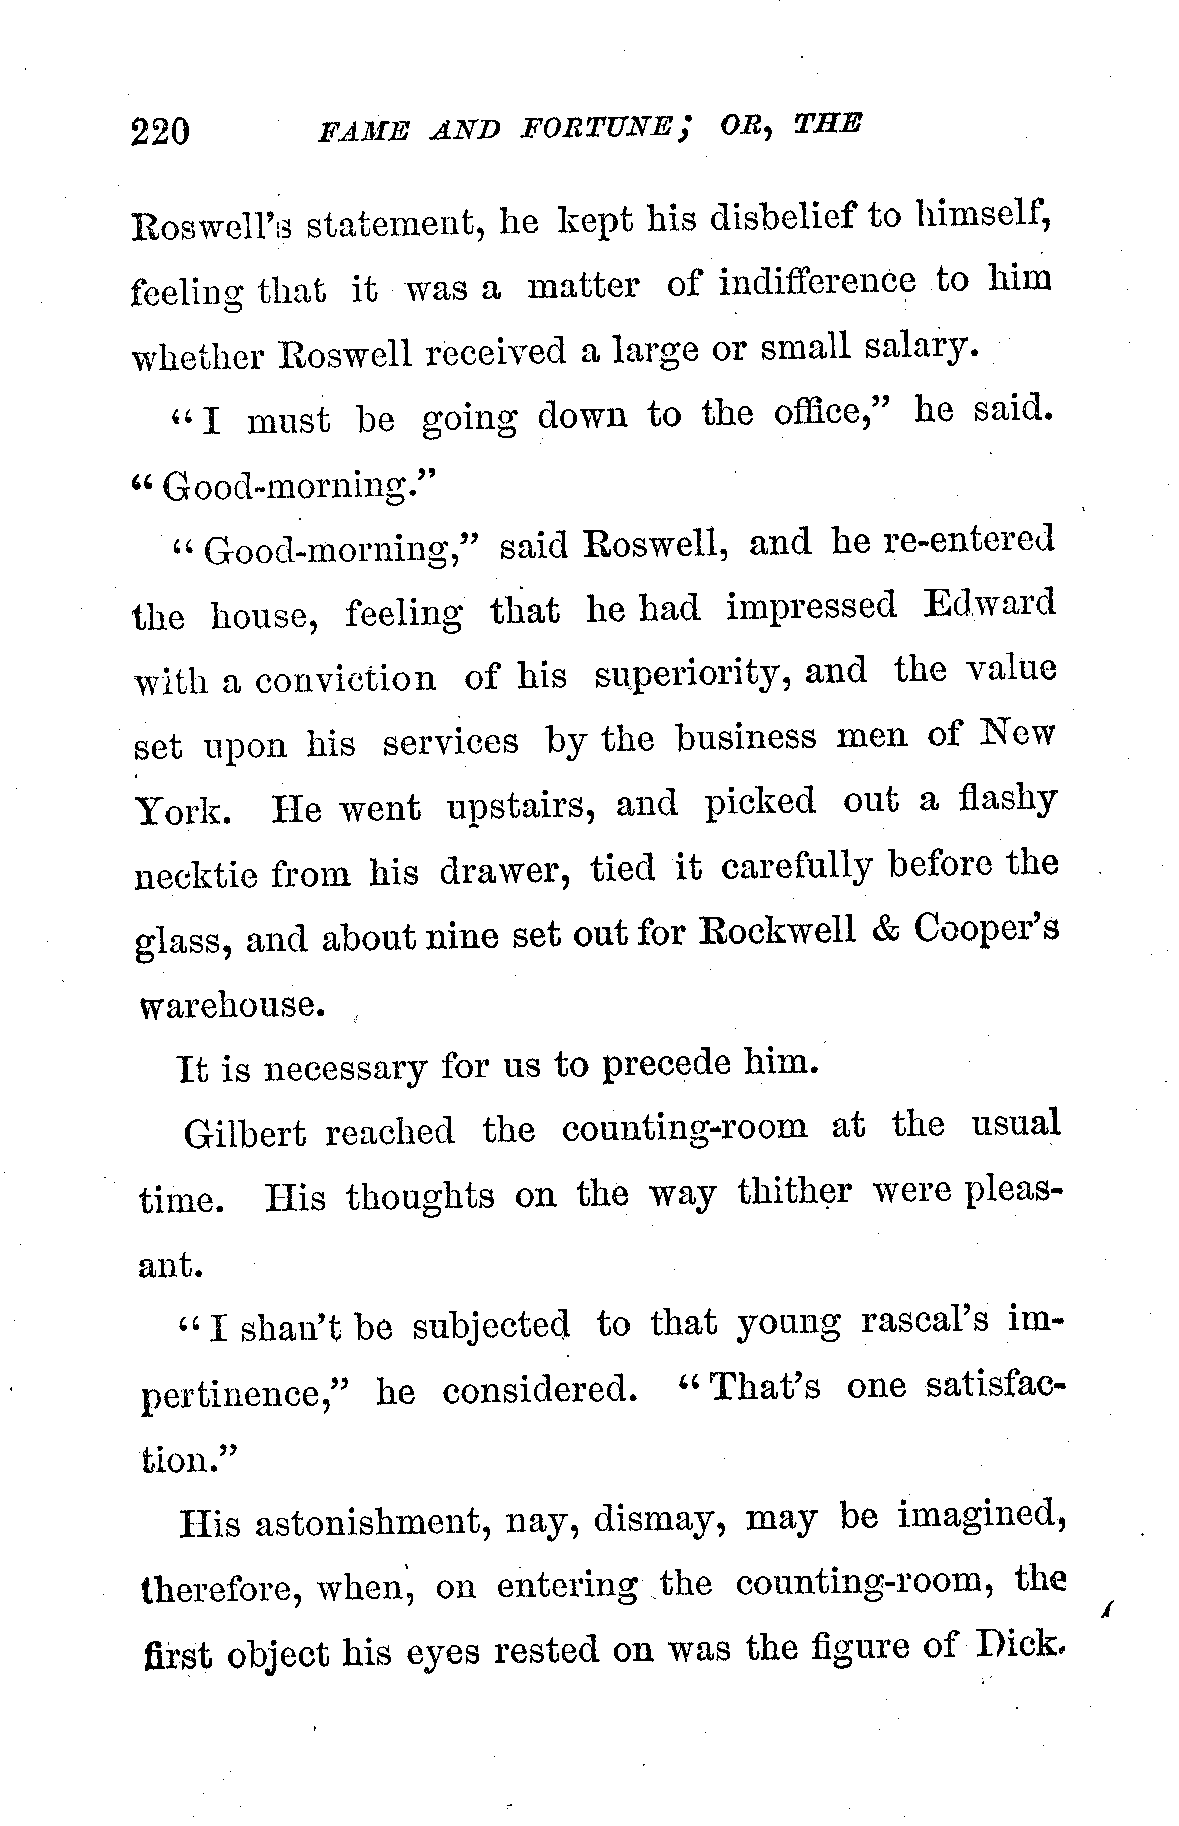 220 FAME AND FORTUNE; OR, THE
Roswell's statement, he kept his disbelief to himself,
feeling that it was a matter of indifference to him
whether Roswell received a large or small salary.
“I must be going down to the office,” he said.
“Good-morning.”
“Good-morning,” said Roswell, and he re-entered
the house, feeling that he had impressed Edward
with a conviction of his superiority, and the value
set upon his services by the business men of New
York. He went upstairs, and picked out a flashy
necktie from his drawer, tied it carefully before the
glass, and about nine set out for Rockwell & Cooper's
warehouse.
It is necessary for us to precede him.
Gilbert reached the counting-room at the usual
time. His thoughts on the way thither were pleas-
ant.
“I shan't be subjected to that young rascal's im-
pertinence,” he considered. “That's one satisfac-
tion.”
His astonishment, nay, dismay, may be imagined,
therefore, when, on entering the counting-room, the
first object his eyes rested on was the figure of Dick.